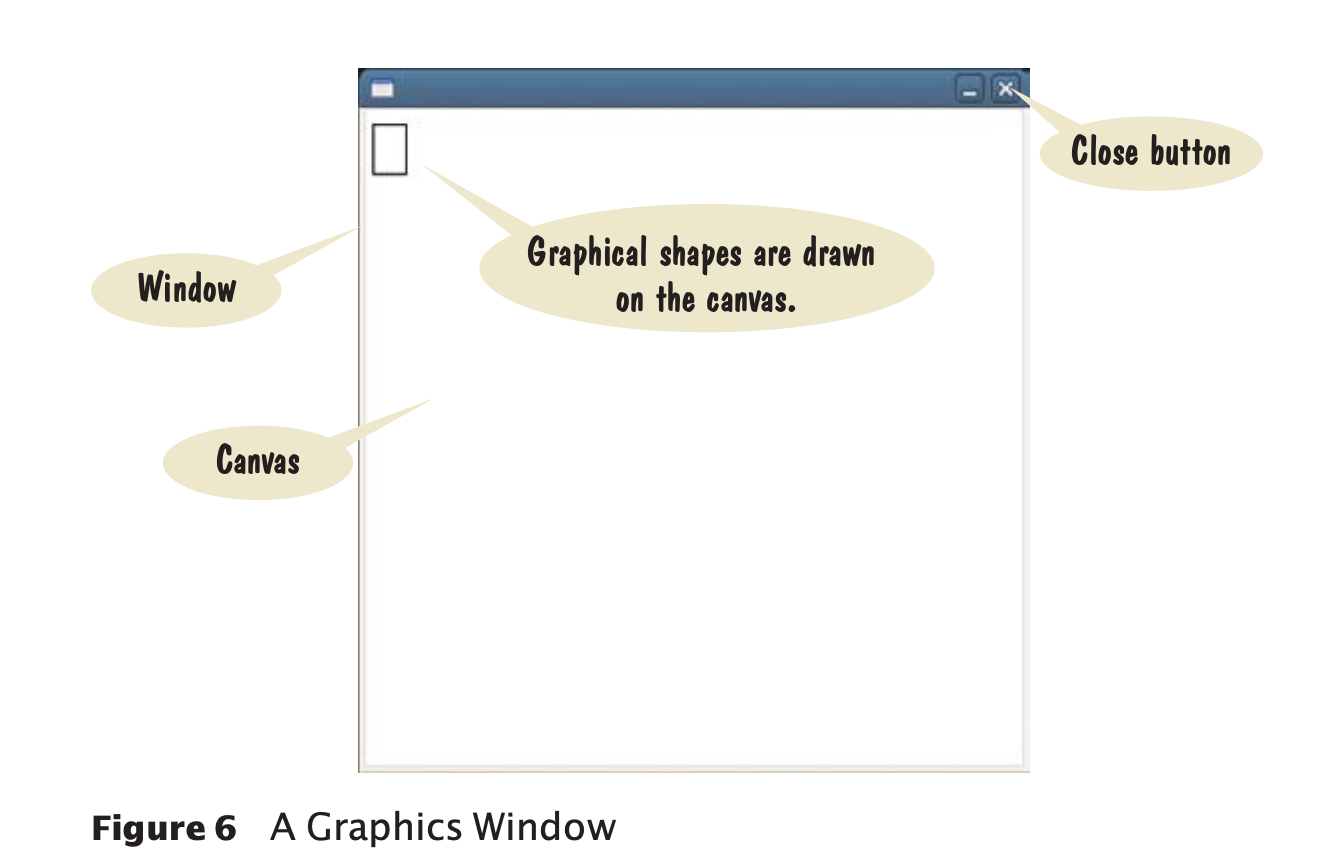 Close button
Graphical shapes are drawn
on the canvas.
Window
Canvas
Figure 6 A Graphics Window